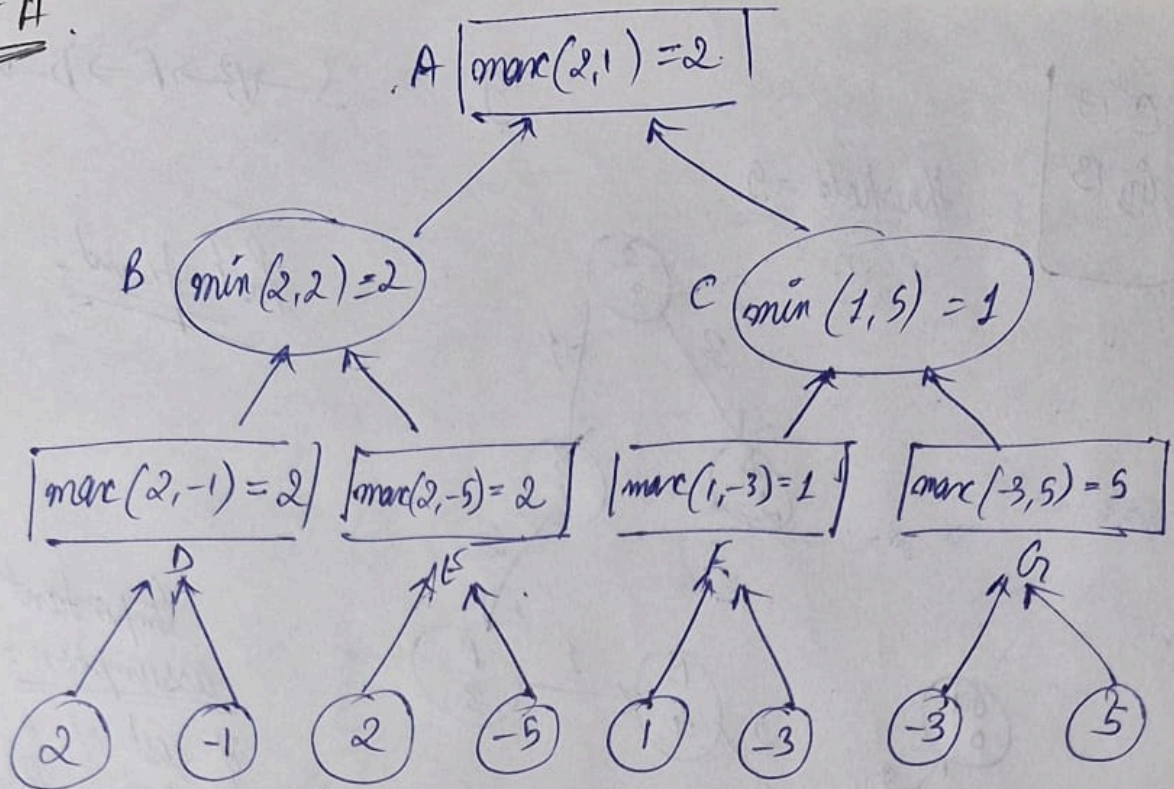 A.
A max(2,1) = 2.
B min(2,2) = 2
C min (1,5) = 1
max(2,-1) = 2
max(2,-5) = 2
max(1,-3) = 1
max(-3,5) = 5
D
E
F
G
2
-1
2
-5
1
-3
-3
5